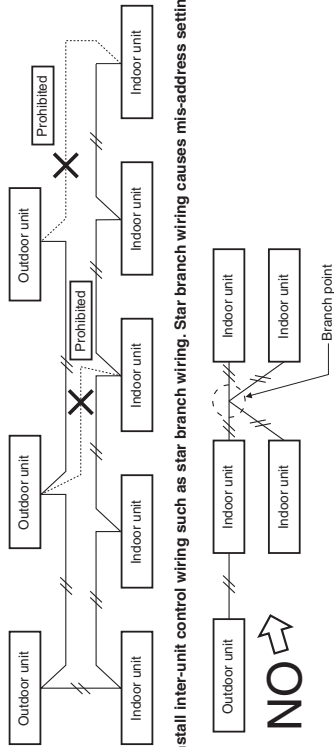 Outdoor unit
Outdoor unit
Outdoor unit
Prohibited
Prohibited
Indoor unit
Indoor unit
Indoor unit
Indoor unit
Indoor unit
nstall inter-unit control wiring such as star branch wiring. Star branch wiring causes mis-address settin
Outdoor unit
Indoor unit
Indoor unit
NO
Indoor unit
Indoor unit
Branch point